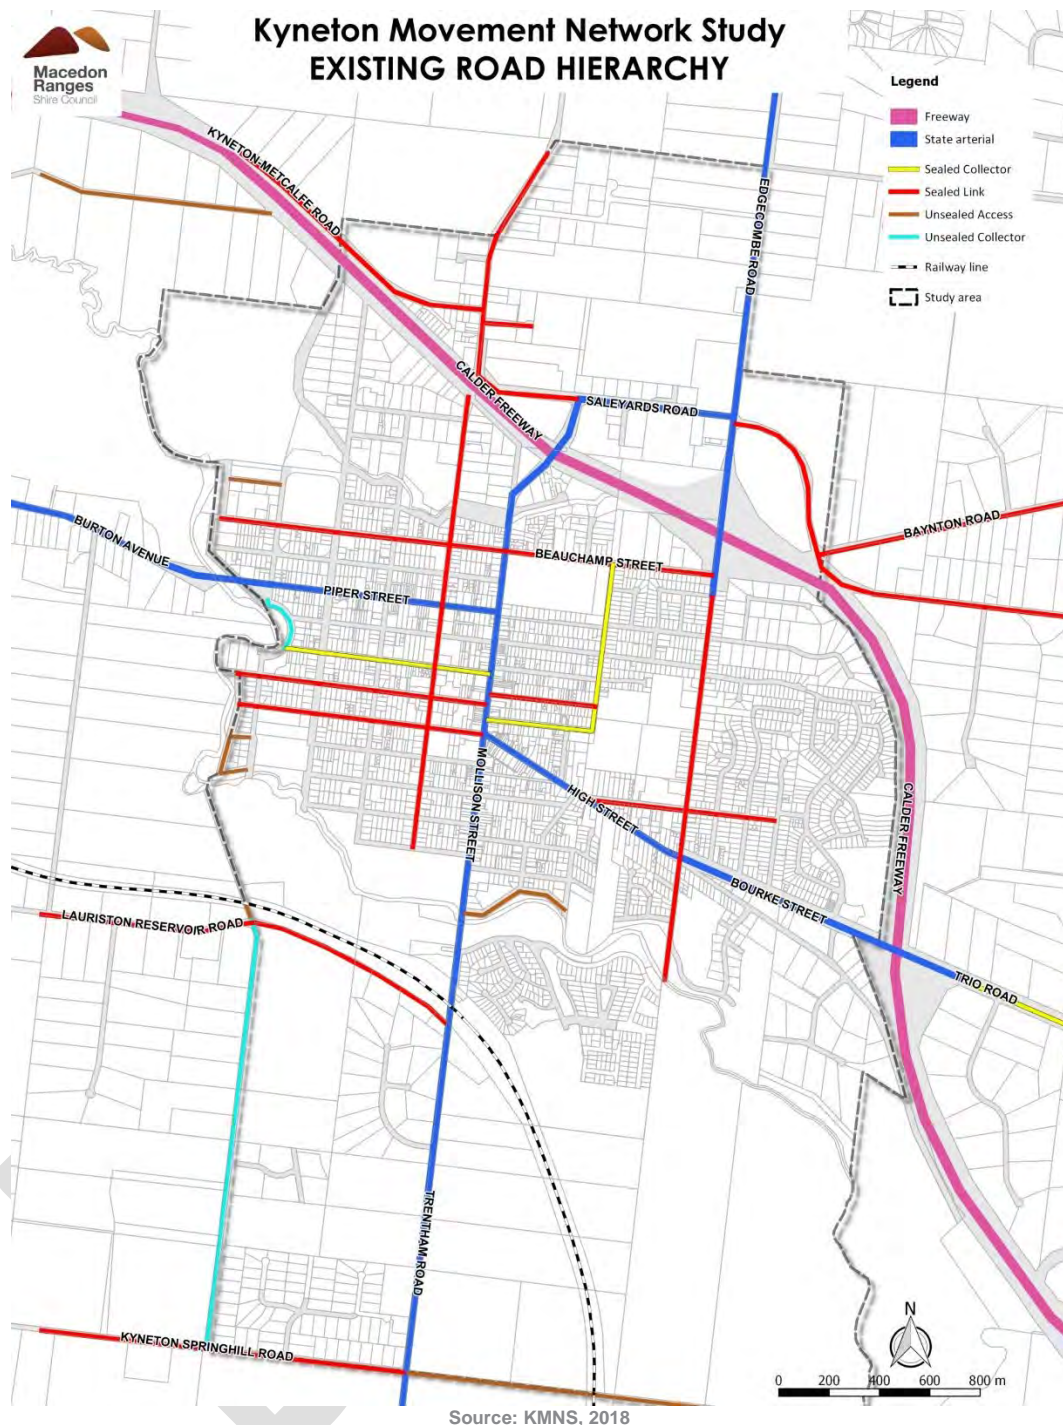 Kyneton Movement Network Study
EXISTING ROAD HIERARCHY
Macedon
Ranges
Shire Council
Legend
Freeway
State arterial
Sealed Collector
Sealed Link
Unsealed Access
Unsealed Collector
Railway line
Study area
KYNETON-METCALFE ROAD
EDGECOMBE ROAD
CALDER FREEWAY
SALEYARDS ROAD
BURTON AVENUE
BAYNTON ROAD
BEAUCHAMP STREET
PIPER STREET
MOLLISON STREET
HIGH STREET
CALDER FREEWAY
BOURKE STREET
LAURISTON RESERVOIR ROAD
TRIO ROAD
TRENTHAM ROAD
KYNETON SPRINGHILL ROAD
N
0 200 400 600 800 m
Source: KMNS, 2018